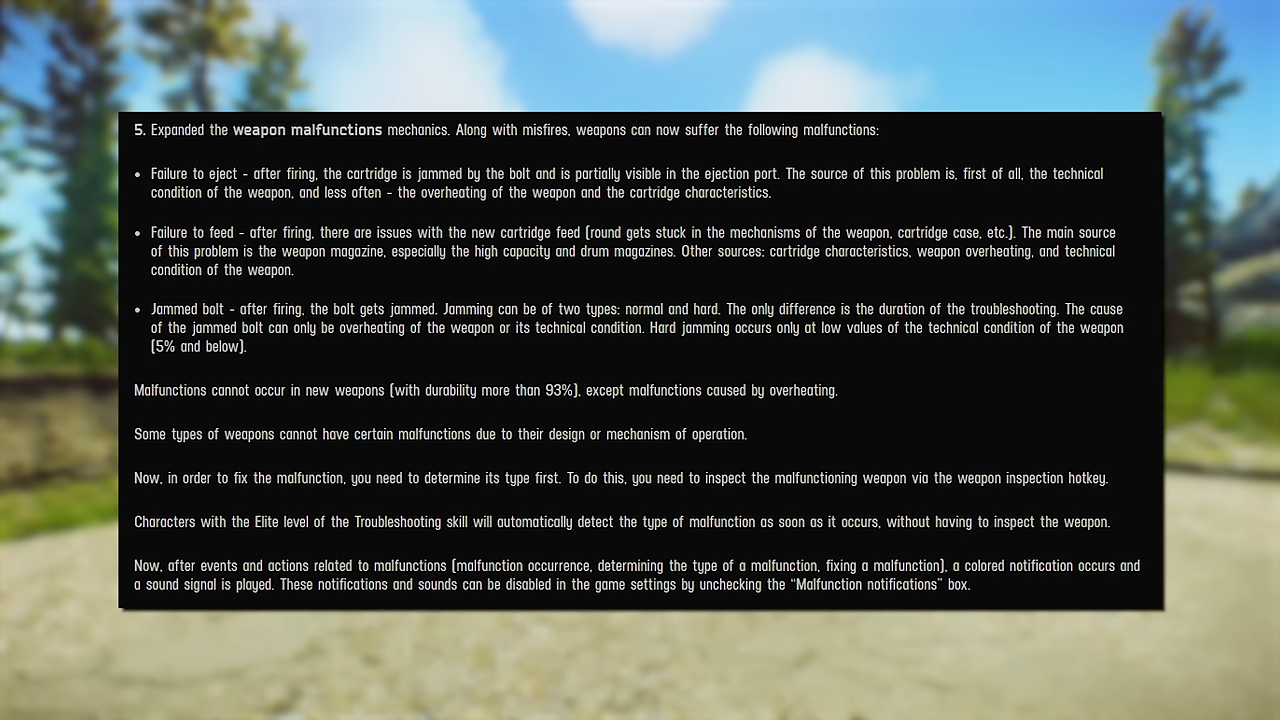 5. Expanded the weapon malfunctions mechanics. Along with misfires, weapons can now suffer the following malfunctions:
• Failure to eject - after firing, the cartridge is jammed by the bolt and is partially visible in the ejection port. The source of this problem is, first of all, the technical
condition of the weapon, and less often - the overheating of the weapon and the cartridge characteristics.
• Failure to feed - after firing, there are issues with the new cartridge feed (round gets stuck in the mechanisms of the weapon, cartridge case, etc.). The main source
of this problem is the weapon magazine, especially the high capacity and drum magazines. Other sources: cartridge characteristics, weapon overheating, and technical
condition of the weapon.
• Jammed bolt - after firing, the bolt gets jammed. Jamming can be of two types: normal and hard. The only difference is the duration of the troubleshooting. The cause
of the jammed bolt can only be overheating of the weapon or its technical condition. Hard jamming occurs only at low values of the technical condition of the weapon
(5% and below).
Malfunctions cannot occur in new weapons (with durability more than 93%), except malfunctions caused by overheating.
Some types of weapons cannot have certain malfunctions due to their design or mechanism of operation.
Now, in order to fix the malfunction, you need to determine its type first. To do this, you need to inspect the malfunctioning weapon via the weapon inspection hotkey.
Characters with the Elite level of the Troubleshooting skill will automatically detect the type of malfunction as soon as it occurs, without having to inspect the weapon.
Now, after events and actions related to malfunctions (malfunction occurrence, determining the type of a malfunction, fixing a malfunction), a colored notification occurs and
a sound signal is played. These notifications and sounds can be disabled in the game settings by unchecking the “Malfunction notifications” box.